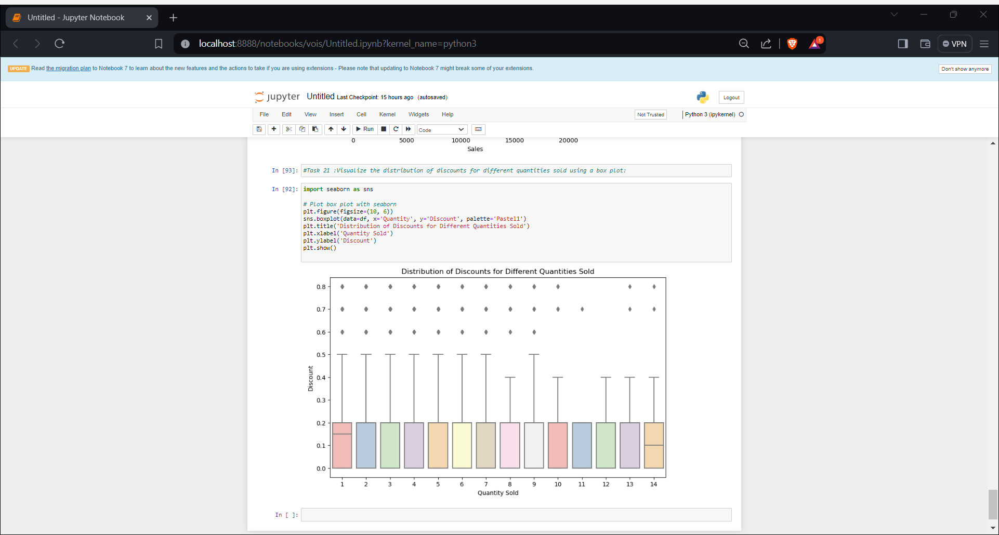 Untitled - Jupyter Notebook
localhost:8888/notebooks/vois/Untitled.ipynb?kernel_name=python3
1
VPN
UPDATE Read the migration plan to Notebook 7 to learn about the new features and the actions to take if you are using extensions - Please note that updating to Notebook 7 might break some of your extensions.
Don't show anymore
jupyter Untitled Last Checkpoint: 15 hours ago (autosaved)
Logout
File Edit View Insert Cell Kernel Widgets Help
Not Trusted
Python 3 (ipykernel)
Run
Code
0 5000 10000 15000 20000
Sales
In [93]: #Task 21 :Visualize the distribution of discounts for different quantities sold using a box plot:
In [92]: import seaborn as sns
# Plot box plot with seaborn
plt.figure(figsize=(10, 6))
sns.boxplot(data=df, x='Quantity', y='Discount', palette='Pastel1')
plt.title('Distribution of Discounts for Different Quantities Sold')
plt.xlabel('Quantity Sold')
plt.ylabel('Discount')
plt.show()
Distribution of Discounts for Different Quantities Sold
0.8
0.7
0.6
0.5
0.4
0.3
0.2
0.1
0.0
Discount
1 2 3 4 5 6 7 8 9 10 11 12 13 14
Quantity Sold
In [ ]: